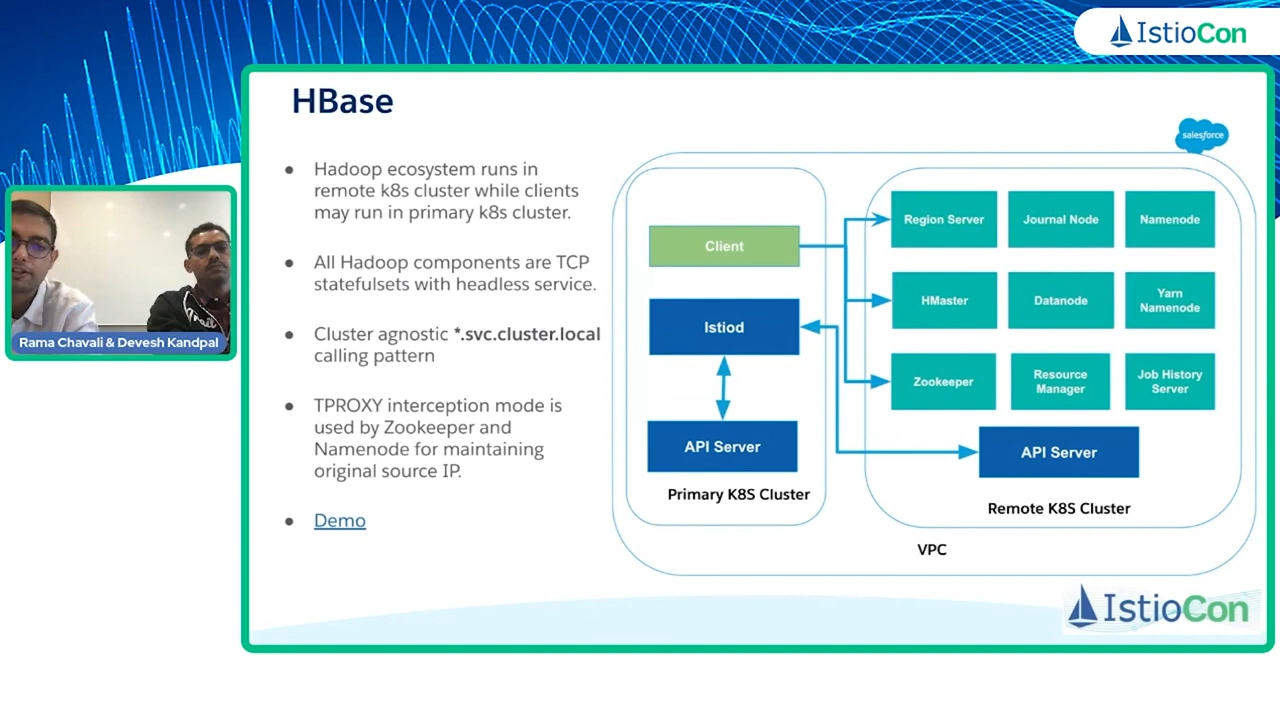 IstioCon
HBase
salesforce
Hadoop ecosystem runs in
remote k8s cluster while clients
may run in primary k8s cluster.
All Hadoop components are TCP
statefulsets with headless service.
Cluster agnostic *.svc.cluster.local
calling pattern
TPROXY interception mode is
used by Zookeeper and
Namenode for maintaining
original source IP.
Demo
Client
Istiod
API Server
Primary K8S Cluster
Region Server
Journal Node
Namenode
HMaster
Datanode
Yarn
Namenode
Zookeeper
Resource
Manager
Job History
Server
API Server
Remote K8S Cluster
VPC
Rama Chavali & Devesh Kandpal
IstioCon